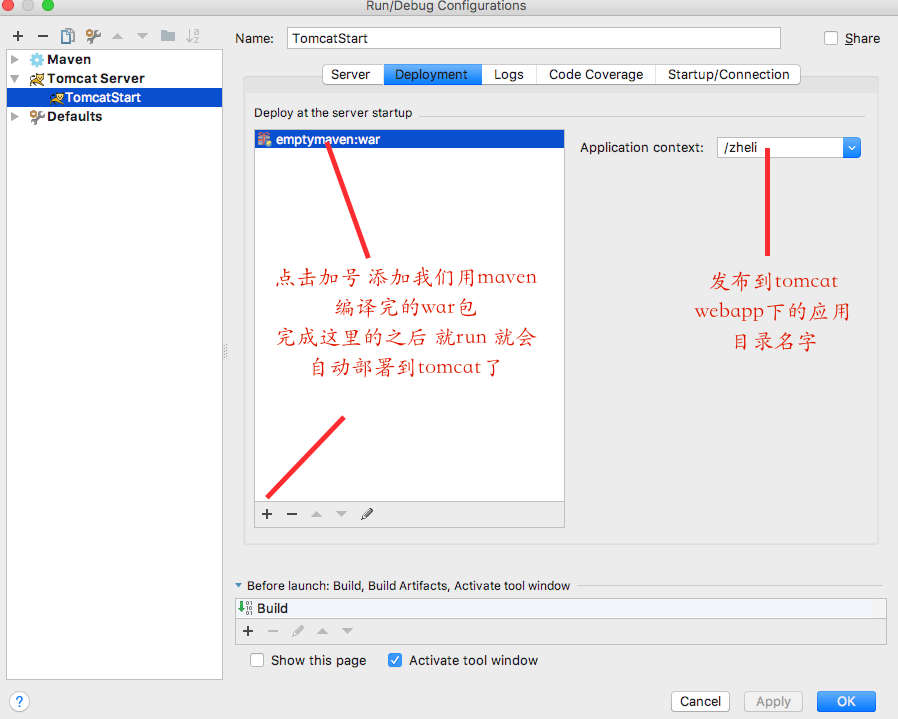 Run/Debug Configurations
Name: TomcatStart
Share
Maven
Tomcat Server
TomcatStart
Defaults
Server Deployment Logs Code Coverage Startup/Connection
Deploy at the server startup
emptymaven:war
Application context: /zheli
点击加号 添加我们用maven
编译完的war包
完成这里的之后 就run 就会
自动部署到tomcat了
发布到tomcat
webapp下的应用
目录名字
Before launch: Build, Build Artifacts, Activate tool window
Build
Show this page Activate tool window
? Cancel Apply OK